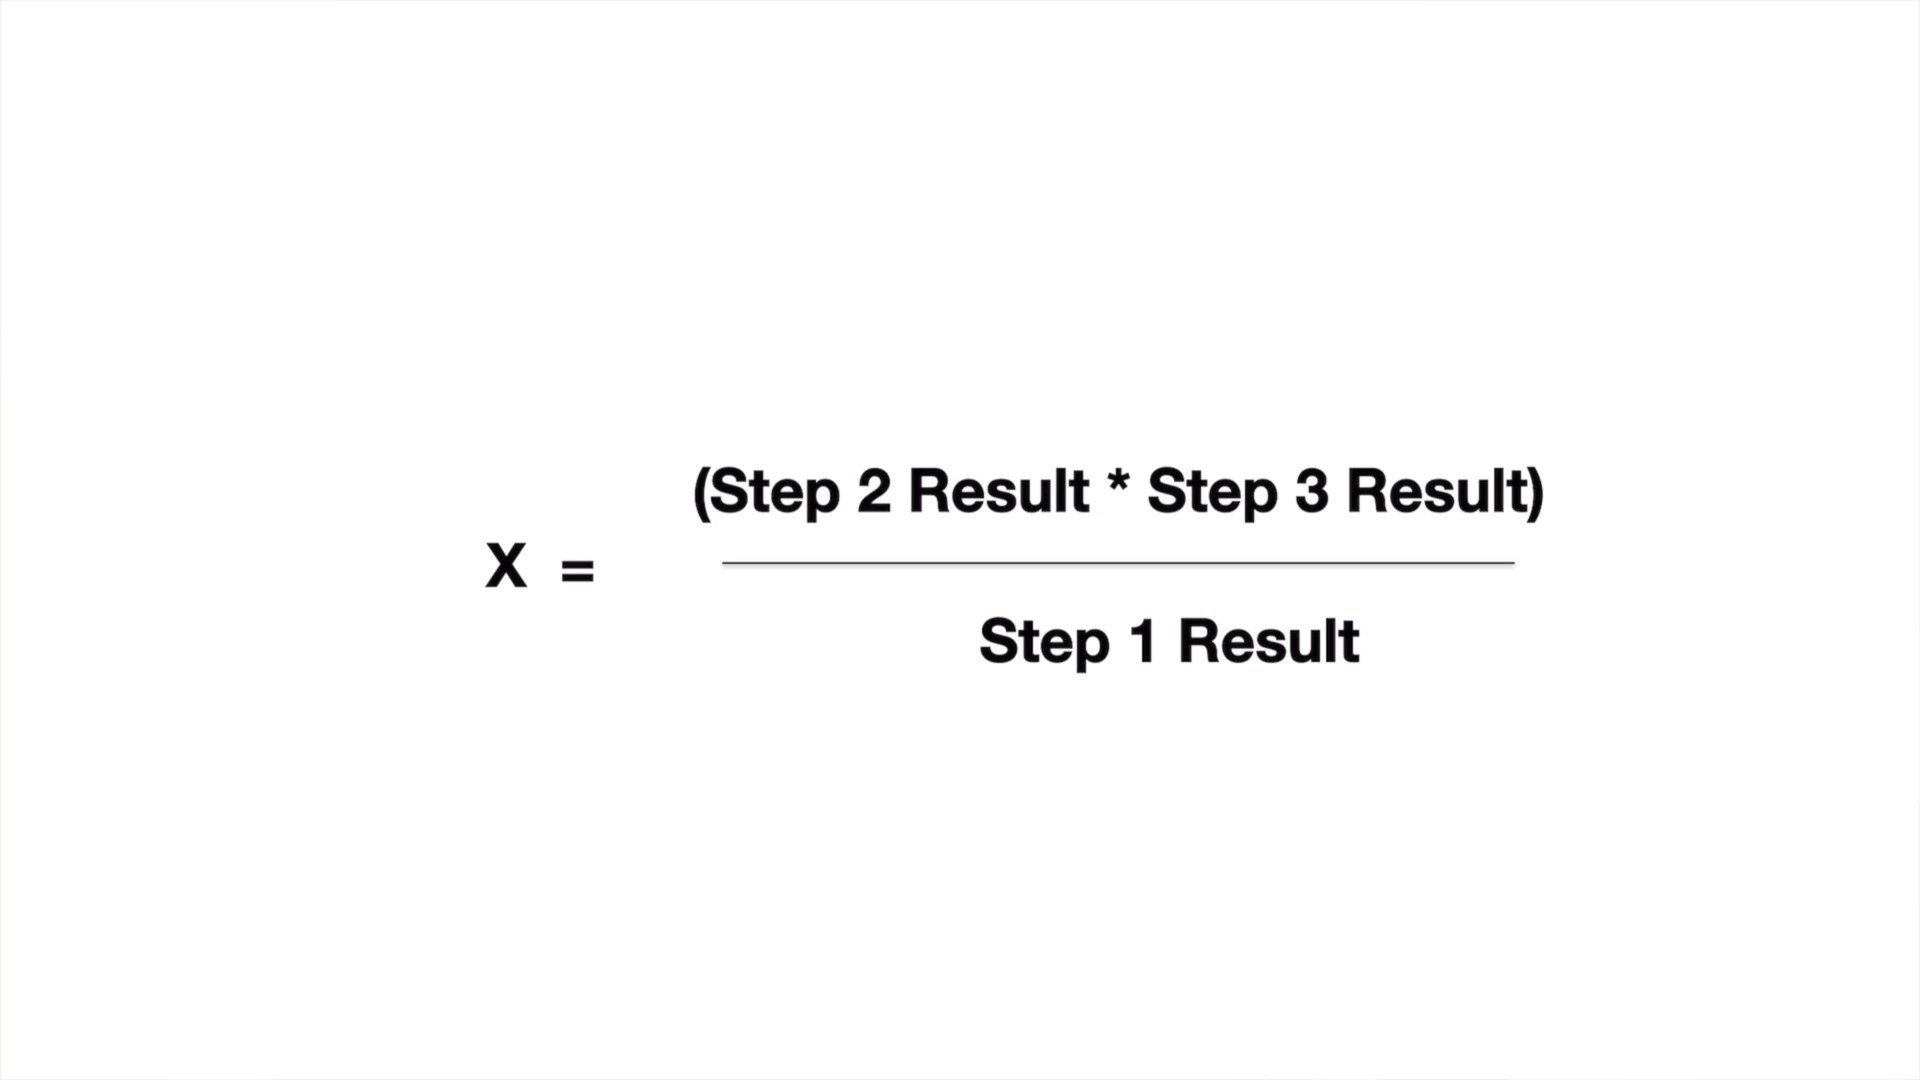 (Step 2 Result * Step 3 Result)
X =
Step 1 Result